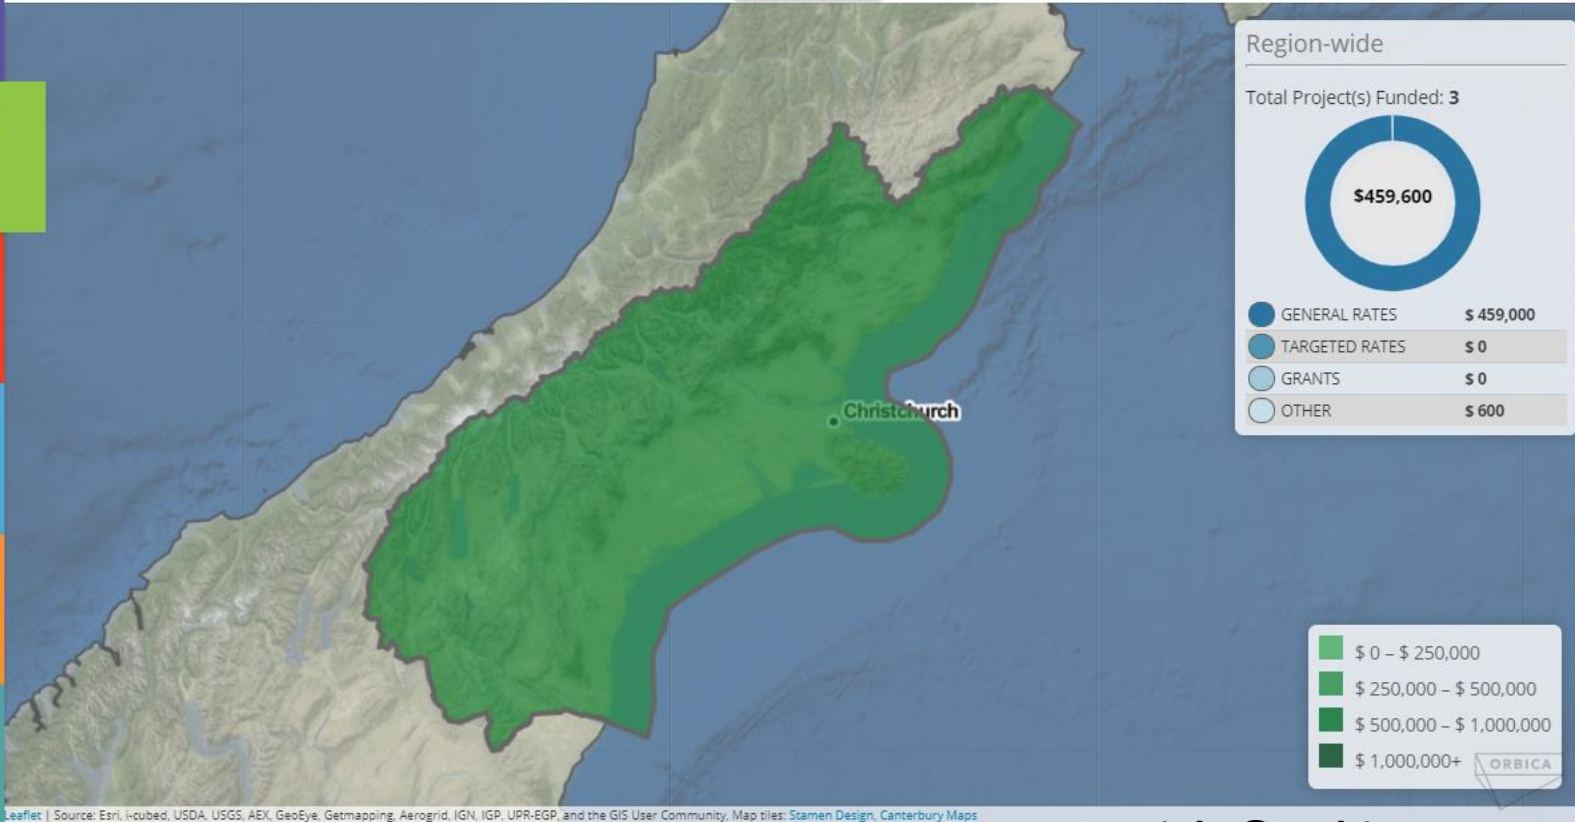 Region-wide
Total Project(s) Funded: 3
$459,600
GENERAL RATES $ 459,000
TARGETED RATES $ 0
GRANTS $ 0
OTHER $ 600
Christchurch
$ 0 – $ 250,000
$ 250,000 – $ 500,000
$ 500,000 – $ 1,000,000
$ 1,000,000+
ORBICA
Leaflet | Source: Esri, i-cubed, USDA, USGS, AEX, GeoEye, Getmapping, Aerogrid, IGN, IGP, UPR-EGP, and the GIS User Community, Map tiles: Stamen Design, Canterbury Maps